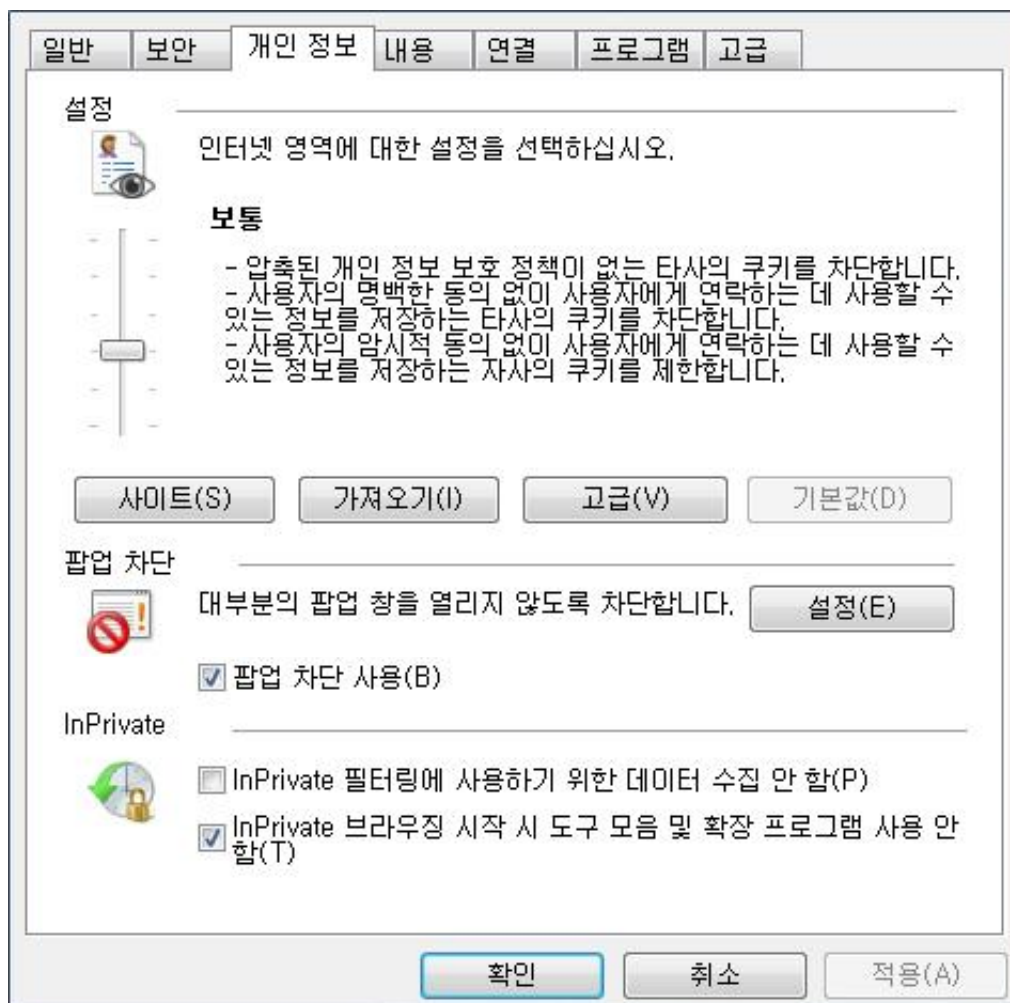 일반 보안 개인 정보 내용 연결 프로그램 고급
설정
인터넷 영역에 대한 설정을 선택하십시오.
보통
- 압축된 개인 정보 보호 정책이 없는 타사의 쿠키를 차단합니다.
- 사용자의 명백한 동의 없이 사용자에게 연락하는 데 사용할 수
있는 정보를 저장하는 타사의 쿠키를 차단합니다.
- 사용자의 암시적 동의 없이 사용자에게 연락하는 데 사용할 수
있는 정보를 저장하는 자사의 쿠키를 제한합니다.
사이트(S) 가져오기(I) 고급(V) 기본값(D)
팝업 차단
대부분의 팝업 창을 열리지 않도록 차단합니다. 설정(E)
팝업 차단 사용(B)
InPrivate
InPrivate 필터링에 사용하기 위한 데이터 수집 안 함(P)
InPrivate 브라우징 시작 시 도구 모음 및 확장 프로그램 사용 안
함(T)
확인 취소 적용(A)